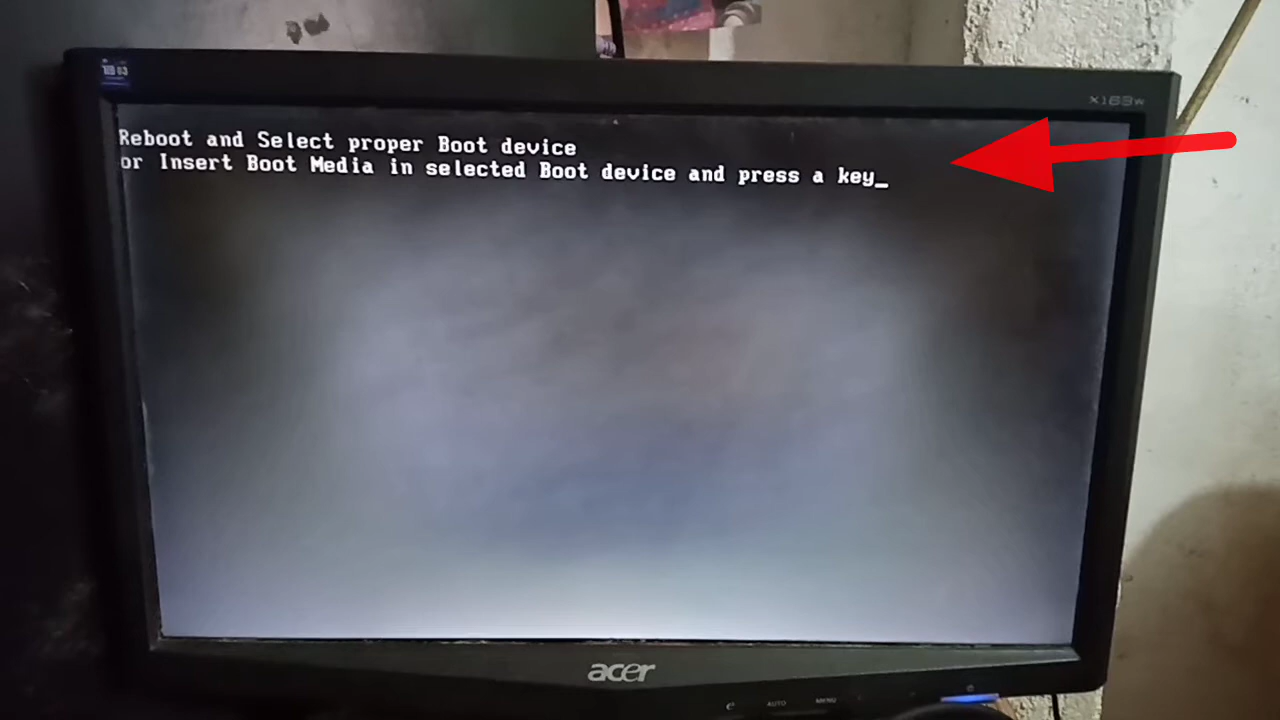 X163W
Reboot and Select proper Boot device
or Insert Boot Media in selected Boot device and press a key_
acer
e AUTO MENU